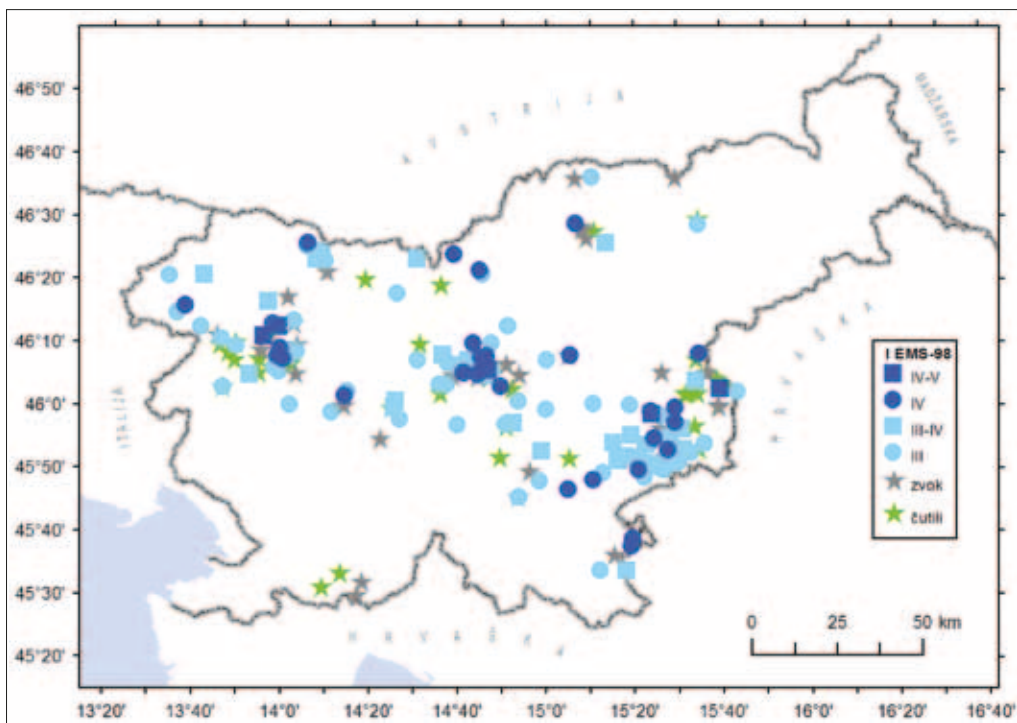 46°50'
46°40'
46°30'
46°20'
46°10'
46°0'
45°50'
45°40'
45°30'
45°20'
AVSTRIJA
MADŽARSKA
ITALIJA
HRVAŠKA
HRVAŠKA
I EMS-98
IV-V
IV
III-IV
III
zvok
čutili
0 25 50 km
13°20' 13°40' 14°0' 14°20' 14°40' 15°0' 15°20' 15°40' 16°0' 16°20' 16°40'